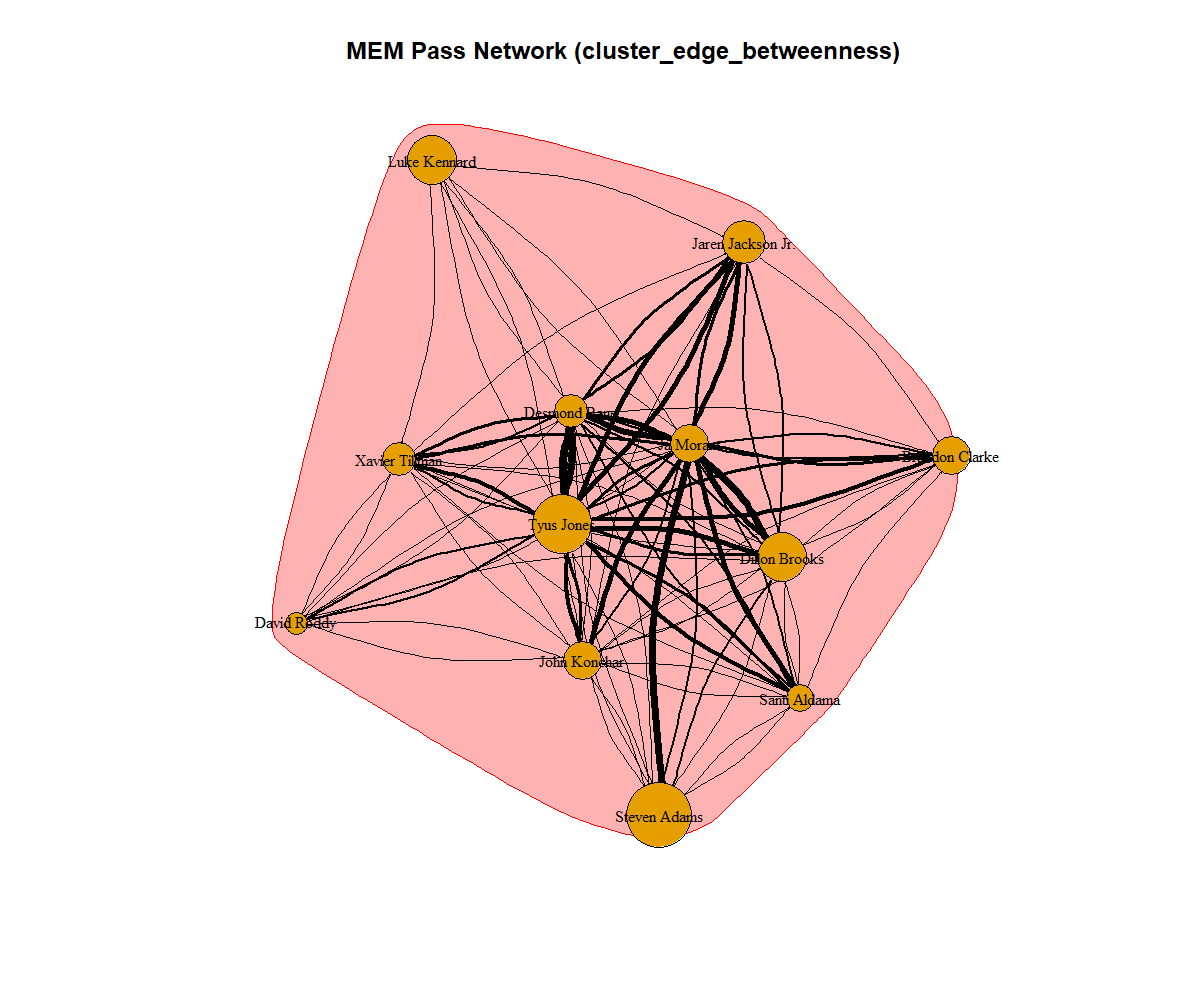 MEM Pass Network (cluster_edge_betweenness)
Luke Kennard
Jaren Jackson Jr.
Desmond
Ja Morant
Xavier Tillman
Brandon Clarke
Tyus Jones
Dillon Brooks
David Roddy
John Konchar
Santi Aldama
Steven Adams